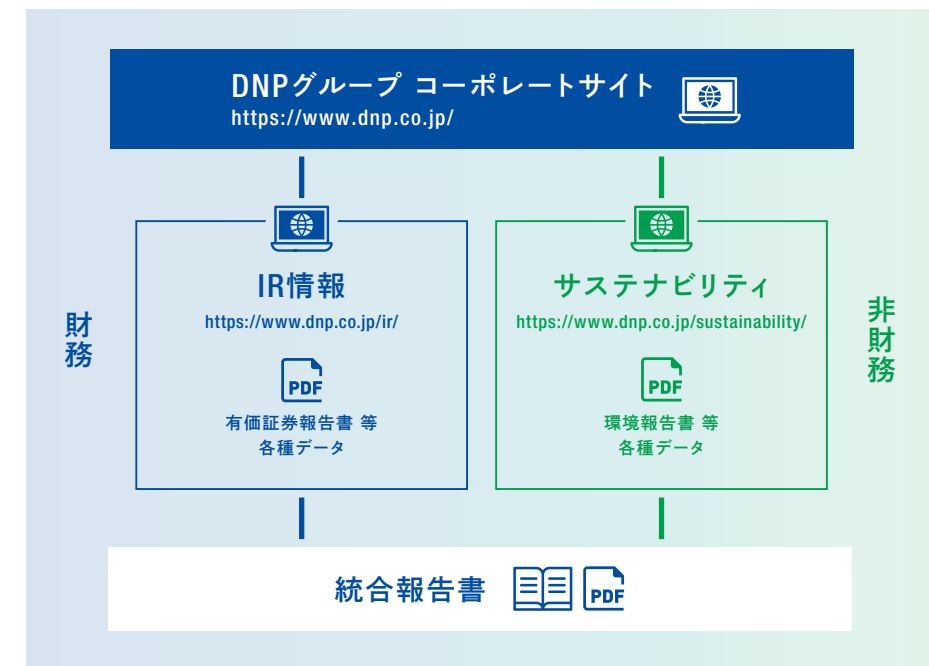 DNPグループ コーポレートサイト
https://www.dnp.co.jp/
財務
IR情報
https://www.dnp.co.jp/ir/
PDF
有価証券報告書 等
各種データ
サステナビリティ
https://www.dnp.co.jp/sustainability/
PDF
環境報告書 等
各種データ
非財務
統合報告書
PDF